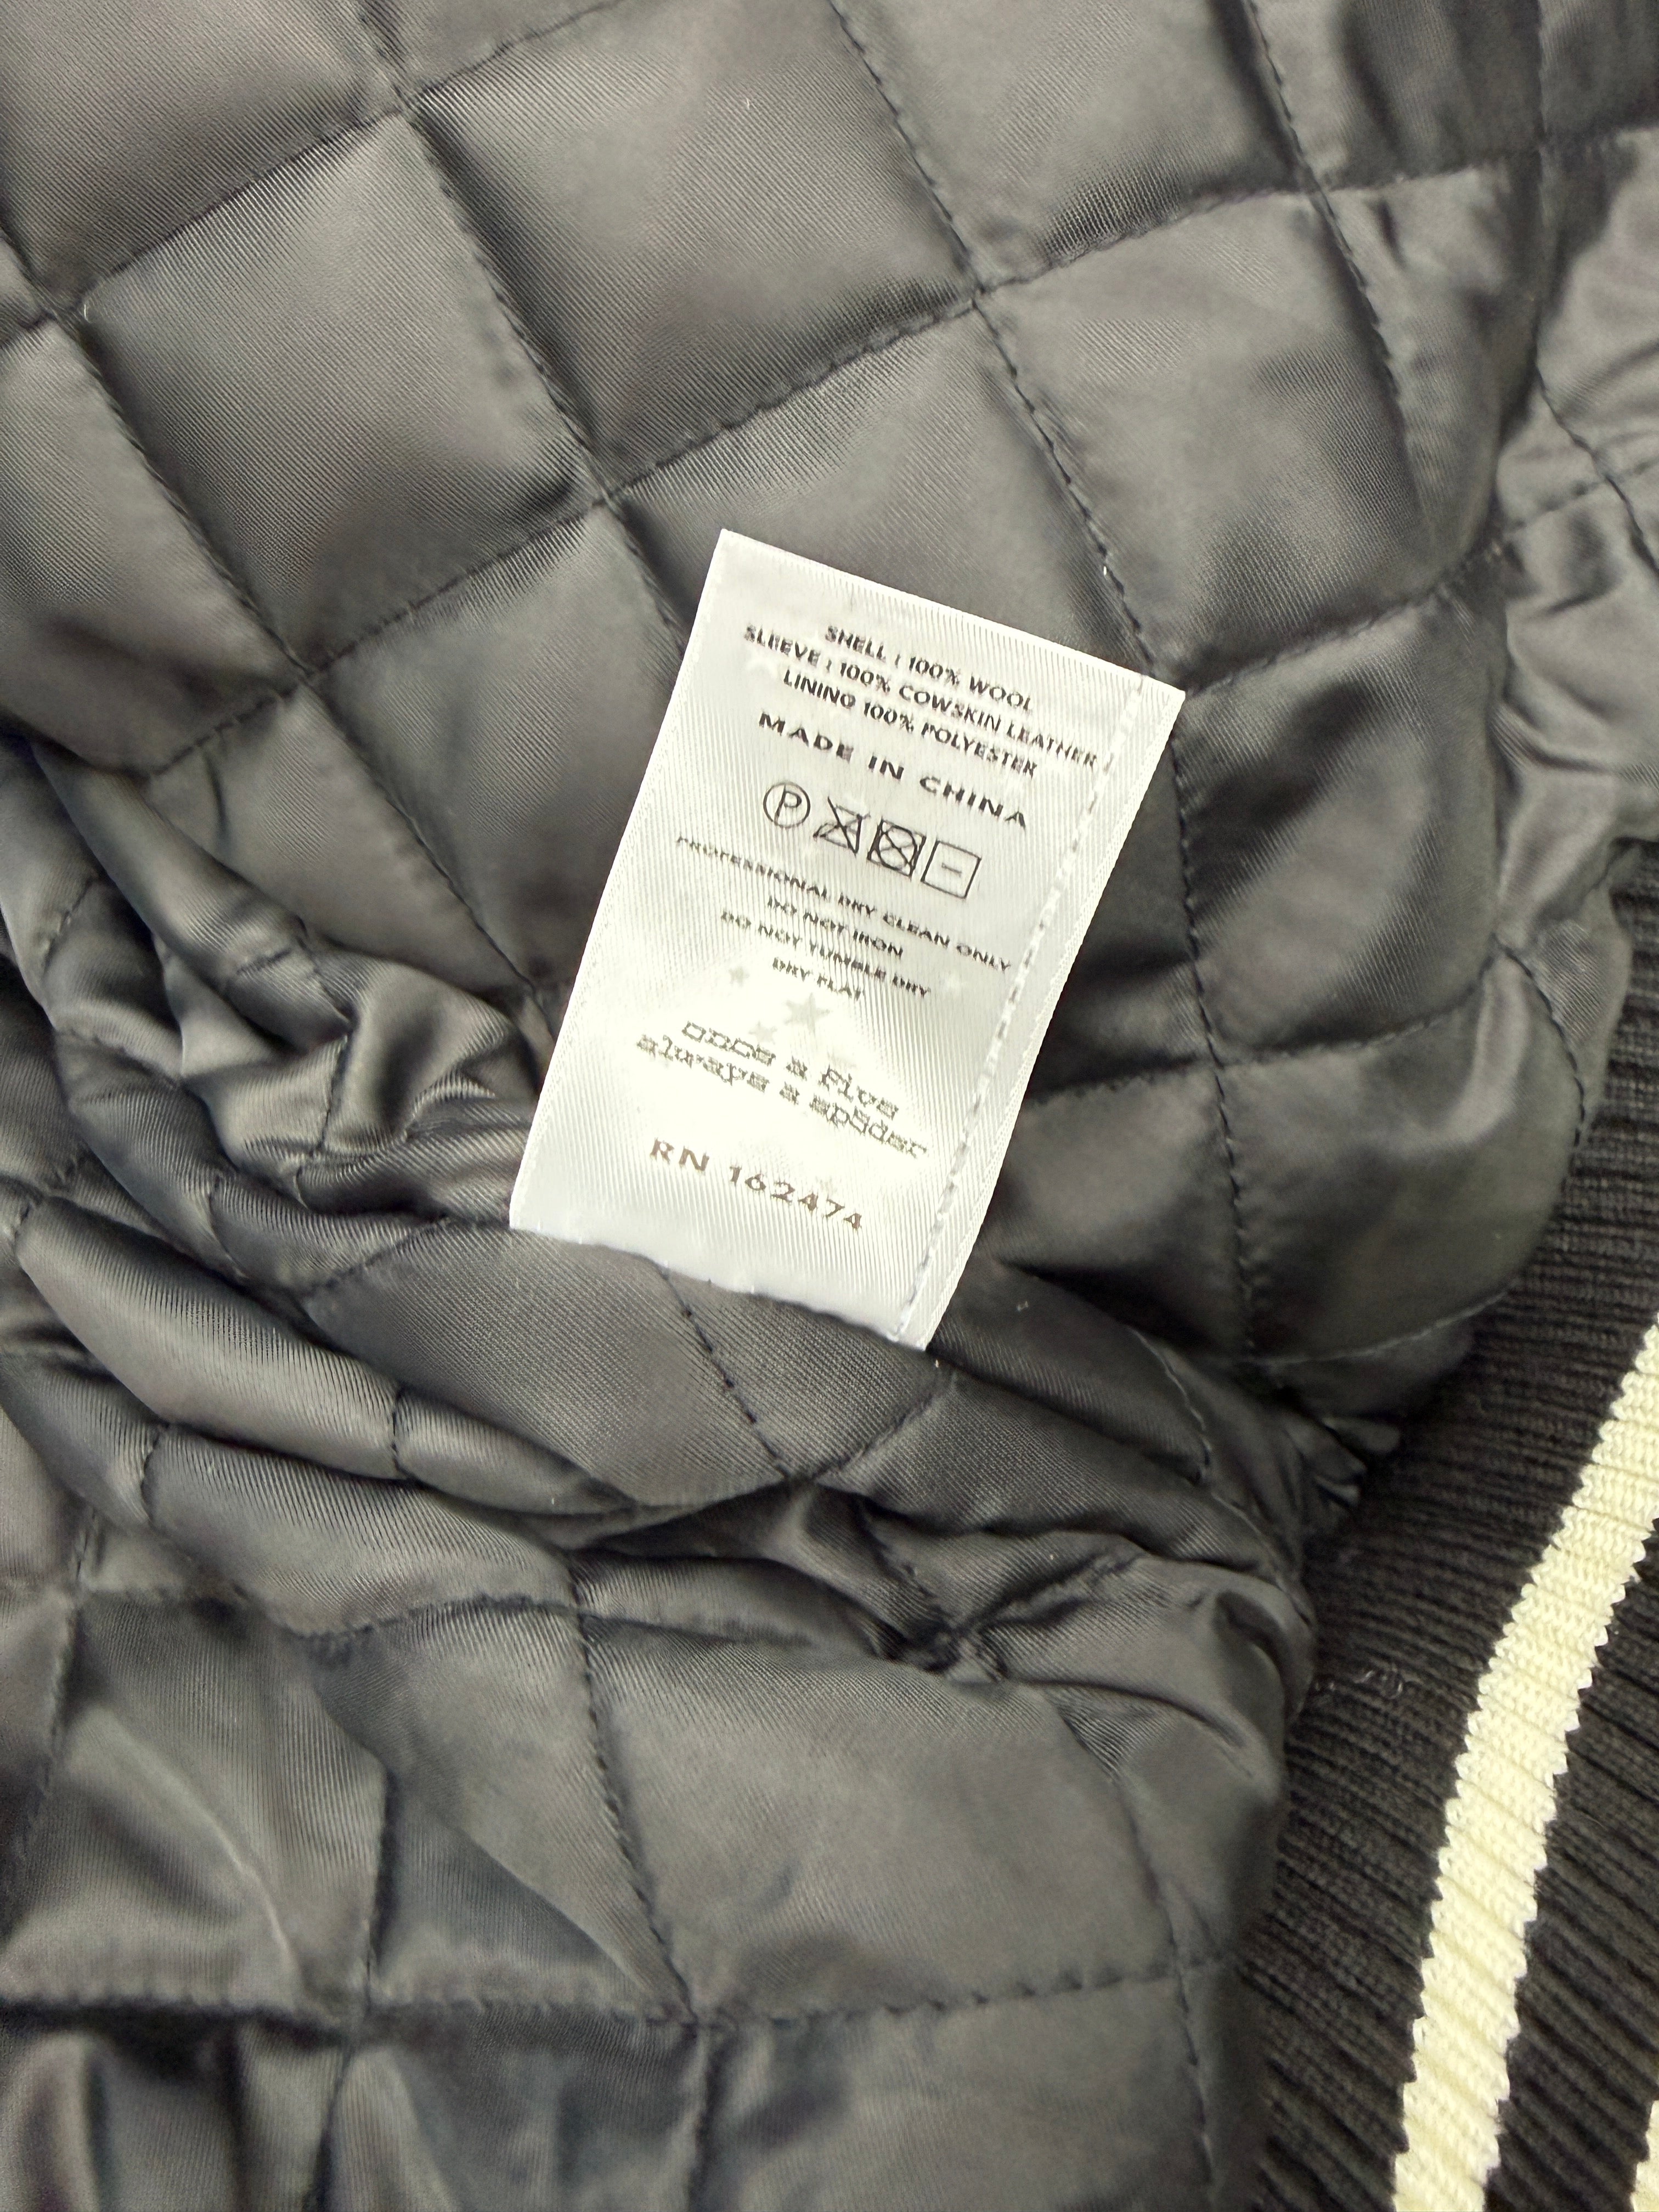 SHELL : 100% WOOL
SLEEVE : 100% COWSKIN LEATHER
LINING 100% POLYESTER
MADE IN CHINA
P
PROFESSIONAL DRY CLEAN ONLY
DO NOT IRON
DO NOT TUMBLE DRY
DRY FLAT
once a Five
always a spider
RN 162474